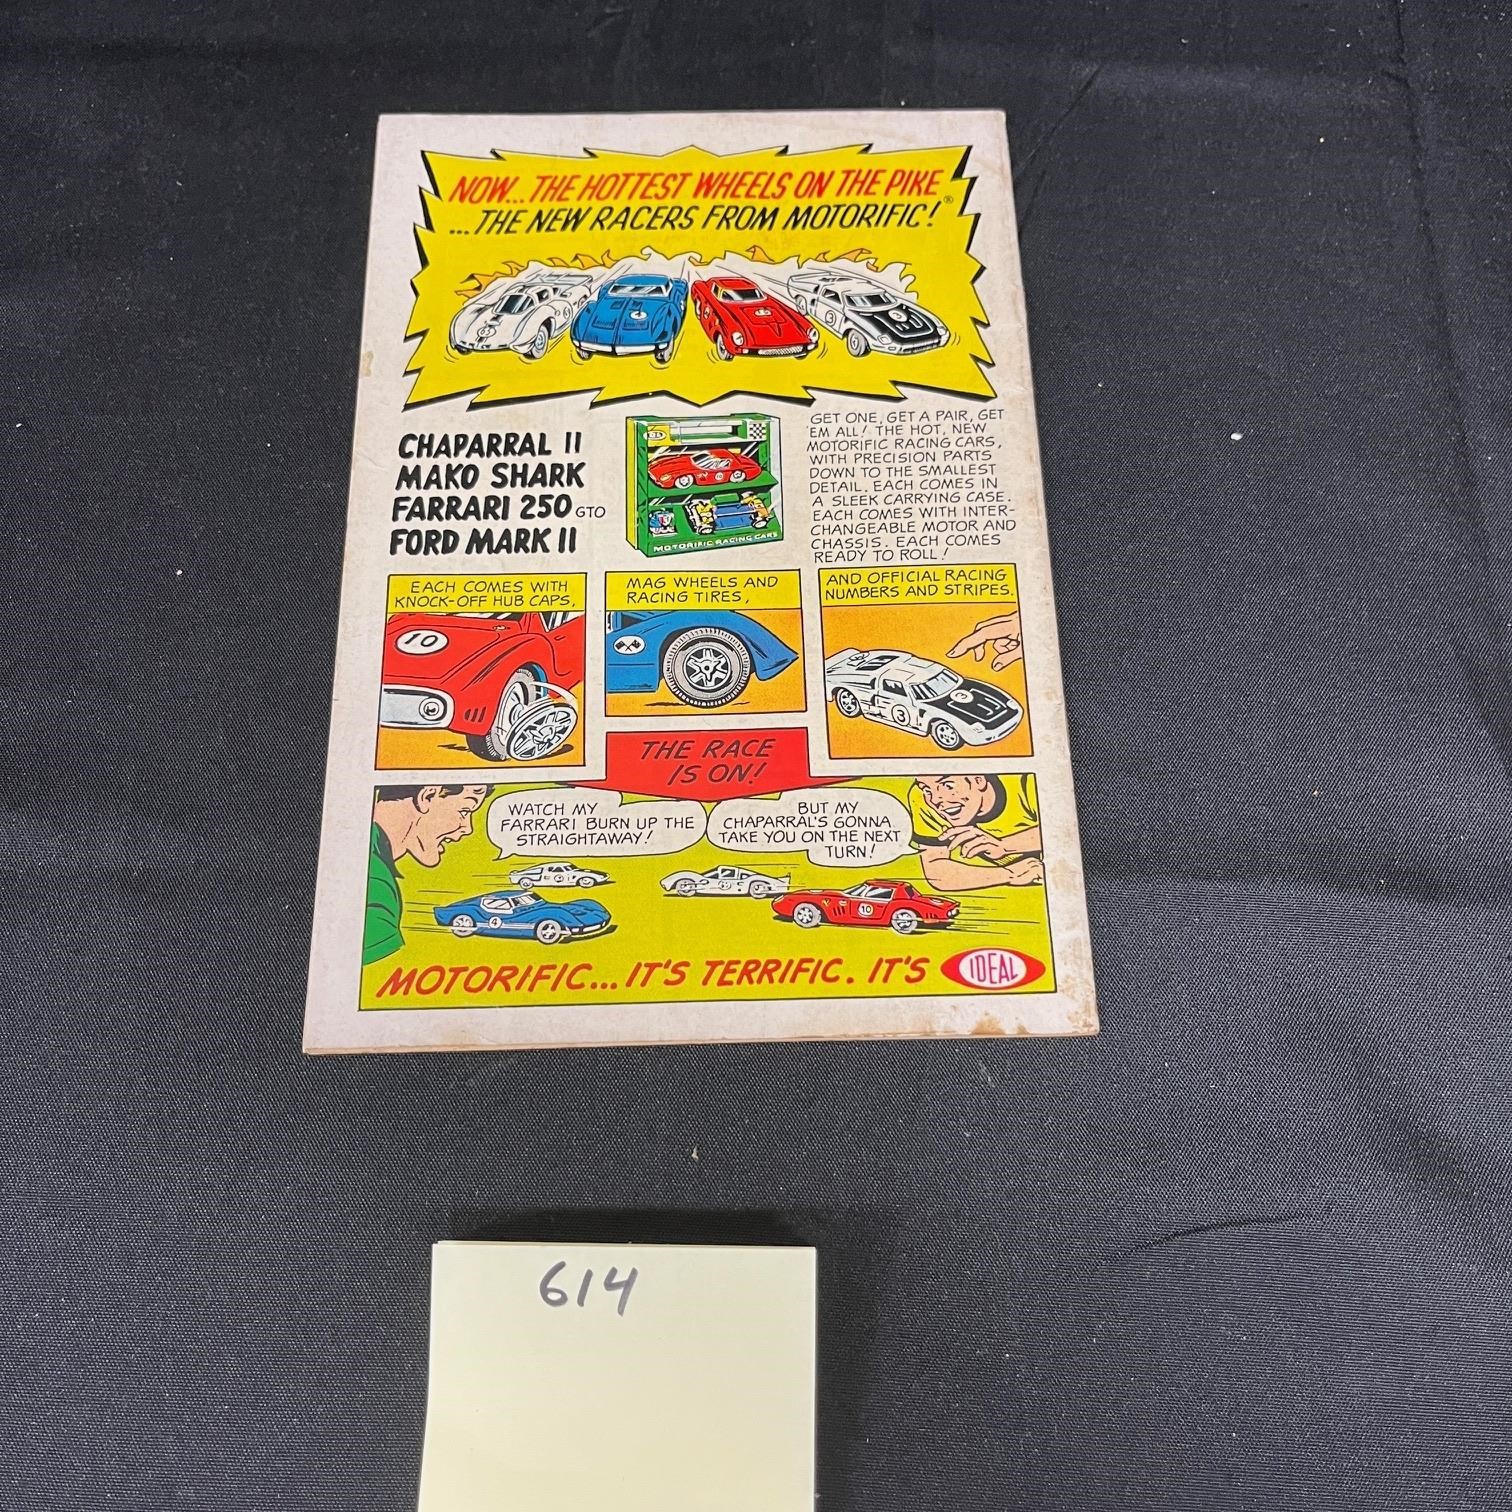 NOW... THE HOTTEST WHEELS ON THE PIKE
...THE NEW RACERS FROM MOTORIFIC!®
CHAPARRAL II
MAKO SHARK
FARRARI 250 GTO
FORD MARK II
MOTORIFIC RACING CARS
GET ONE, GET A PAIR, GET
'EM ALL! THE HOT, NEW
MOTORIFIC RACING CARS,
WITH PRECISION PARTS
DOWN TO THE SMALLEST
DETAIL. EACH COMES IN
A SLEEK CARRYING CASE.
EACH COMES WITH INTER-
CHANGEABLE MOTOR AND
CHASSIS. EACH COMES
READY TO ROLL!
EACH COMES WITH
KNOCK-OFF HUB CAPS,
10
MAG WHEELS AND
RACING TIRES,
AND OFFICIAL RACING
NUMBERS AND STRIPES.
3
THE RACE
IS ON!
WATCH MY
FARRARI BURN UP THE
STRAIGHTAWAY!
BUT MY
CHAPARRAL'S GONNA
TAKE YOU ON THE NEXT
TURN!
4
10
MOTORIFIC... IT'S TERRIFIC. IT'S IDEAL
614